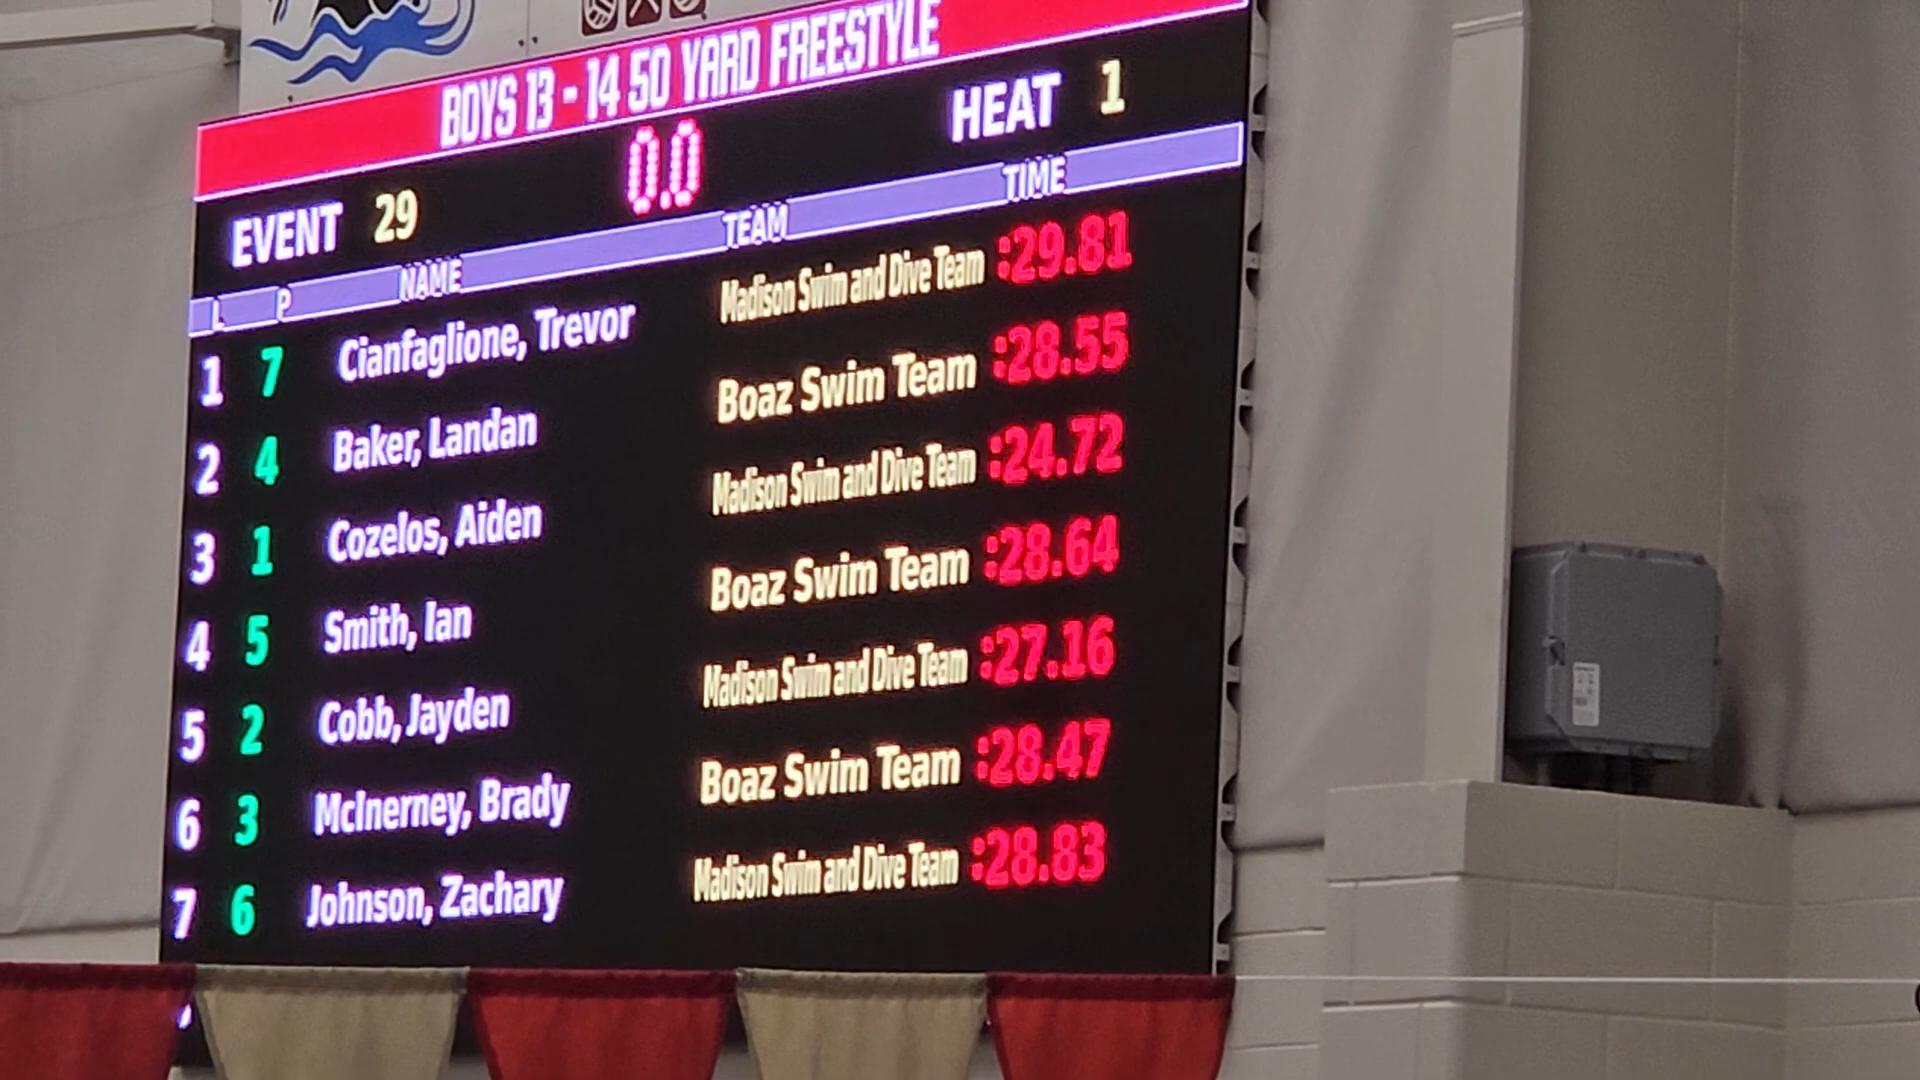 BOYS 13 - 14 50 YARD FREESTYLE
EVENT 29 0.0 HEAT 1
L P NAME TEAM TIME
1 7 Cianfaglione, Trevor Madison Swim and Dive Team :29.81
2 4 Baker, Landan Boaz Swim Team :28.55
3 1 Cozelos, Aiden Madison Swim and Dive Team :24.72
4 5 Smith, Ian Boaz Swim Team :28.64
5 2 Cobb, Jayden Madison Swim and Dive Team :27.16
6 3 McInerney, Brady Boaz Swim Team :28.47
7 6 Johnson, Zachary Madison Swim and Dive Team :28.83